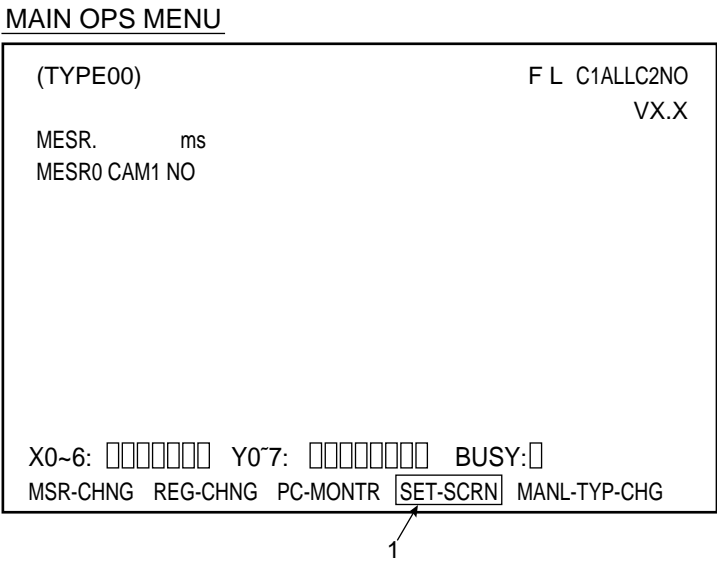 MAIN OPS MENU
(TYPE00) F L C1ALLC2NO
VX.X
MESR. ms
MESR0 CAM1 NO
X0~6: ▯▯▯▯▯▯▯ Y0˜7: ▯▯▯▯▯▯▯▯ BUSY:▯
MSR-CHNG REG-CHNG PC-MONTR SET-SCRN MANL-TYP-CHG
1